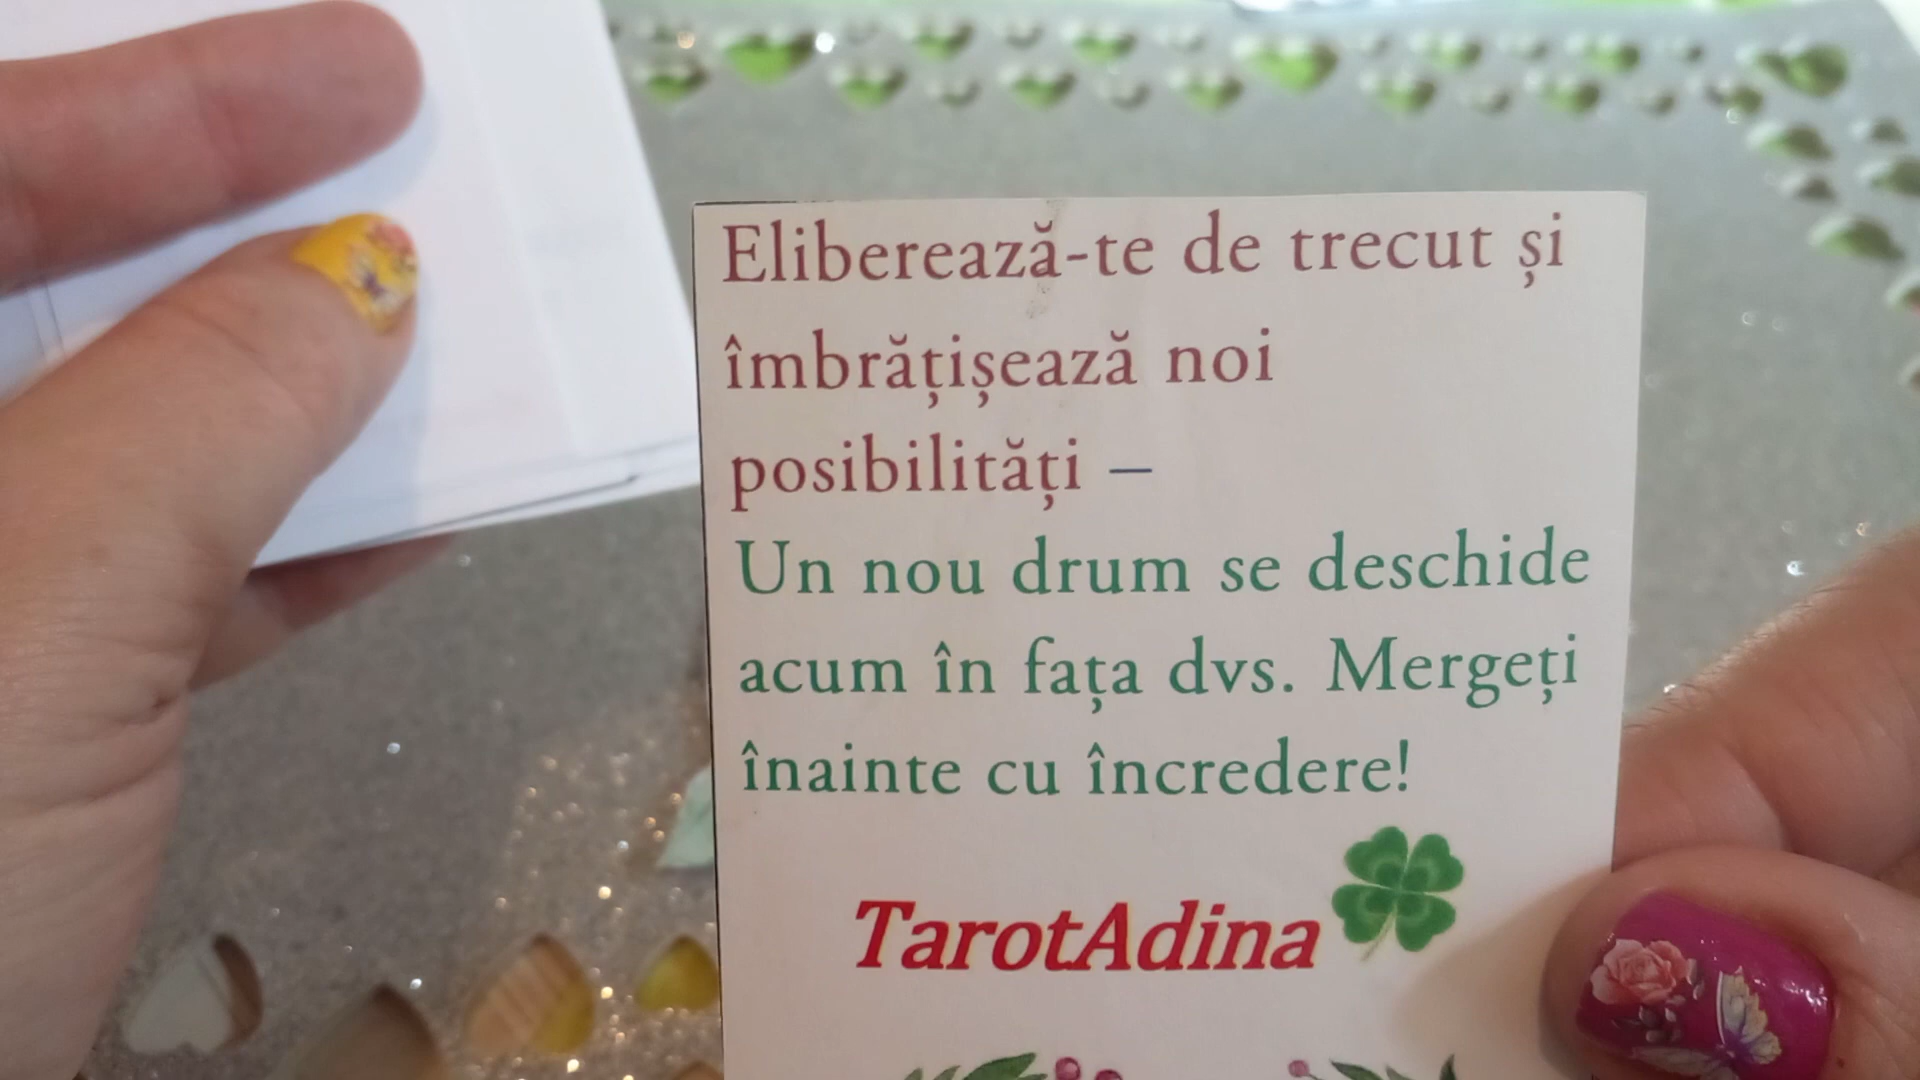 Eliberează-te de trecut și
îmbrățișează noi
posibilități –
Un nou drum se deschide
acum în fața dvs. Mergeți
înainte cu încredere!
TarotAdina